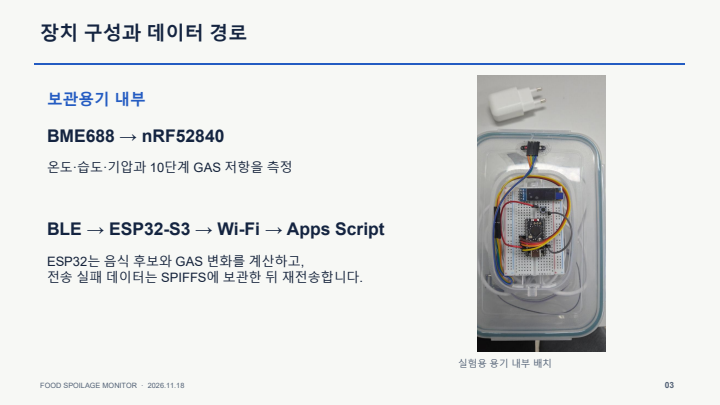 장치 구성과 데이터 경로
보관용기 내부
BME688 → nRF52840
온도·습도·기압과 10단계 GAS 저항을 측정
BLE → ESP32-S3 → Wi-Fi → Apps Script
ESP32는 음식 후보와 GAS 변화를 계산하고,
전송 실패 데이터는 SPIFFS에 보관한 뒤 재전송합니다.
실험용 용기 내부 배치
FOOD SPOILAGE MONITOR · 2026.11.18
03